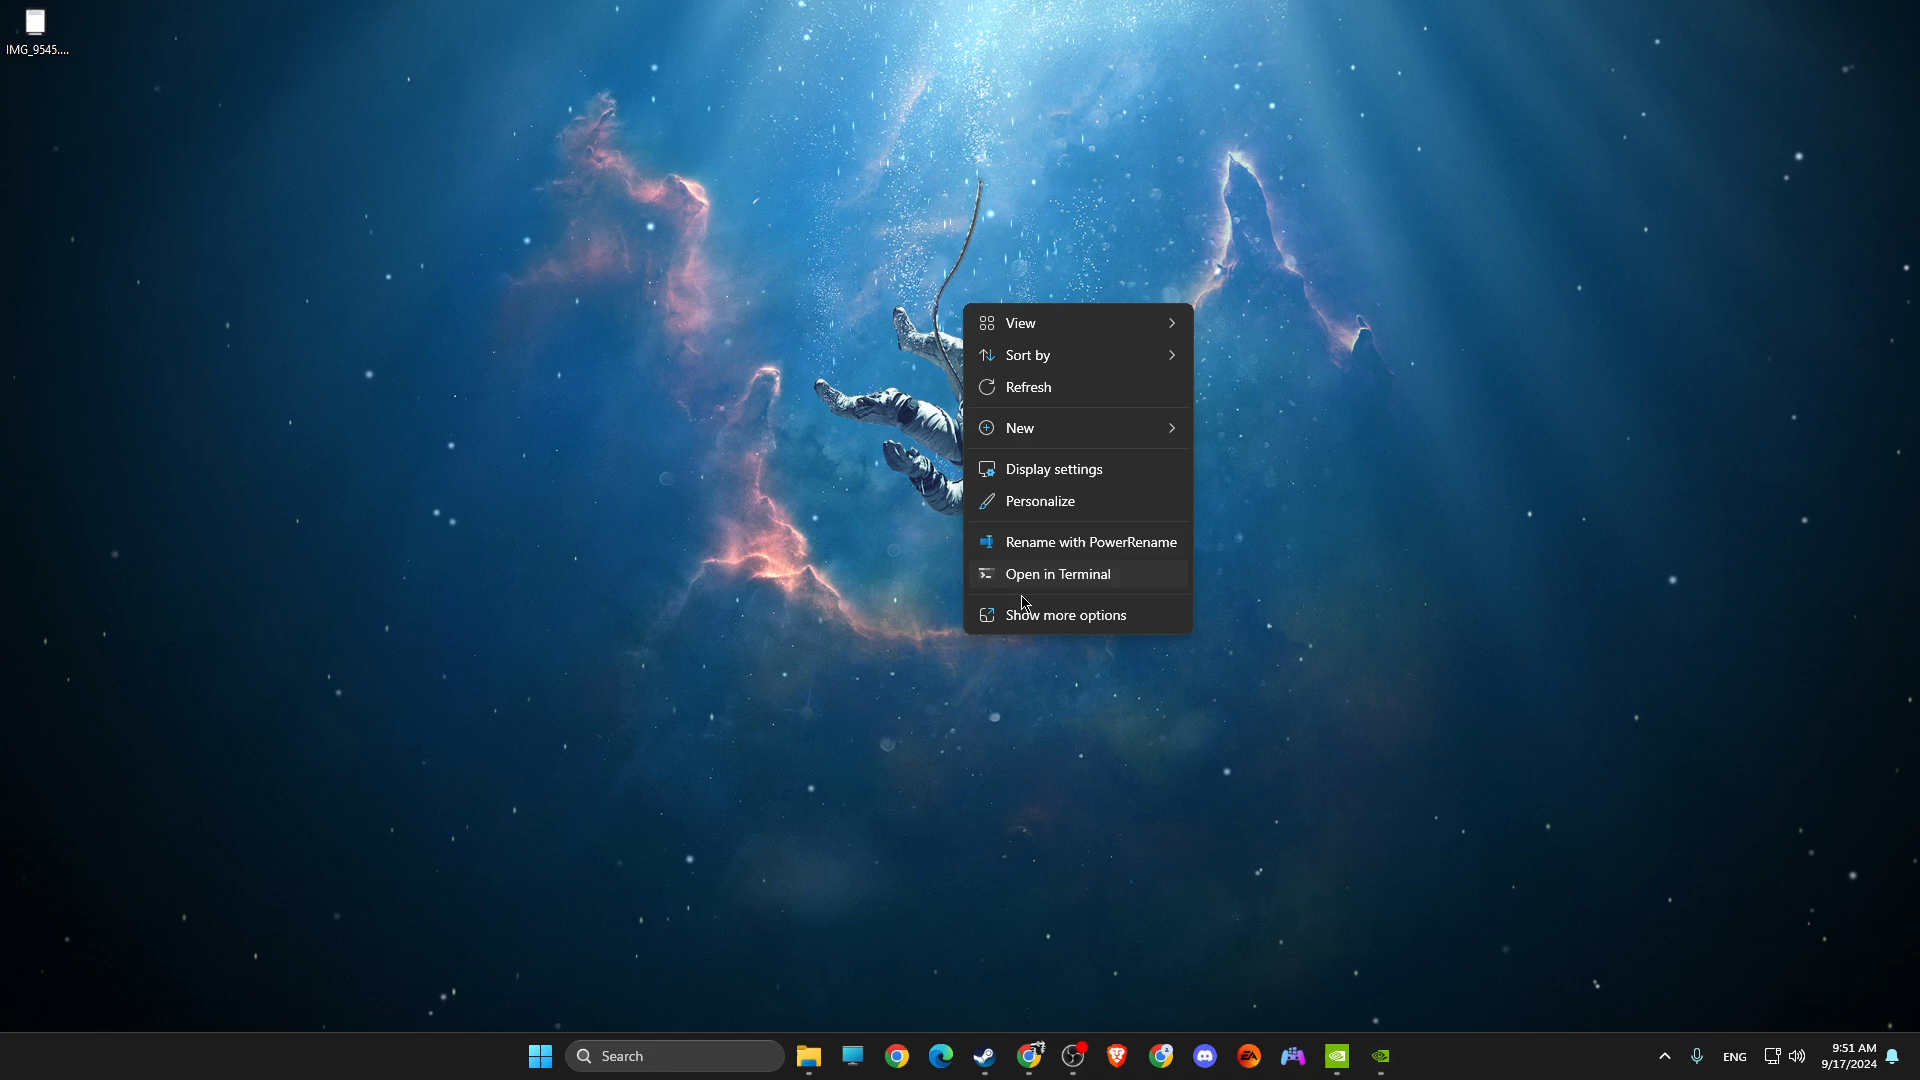 IMG_9545....
View
Sort by
Refresh
New
Display settings
Personalize
Rename with PowerRename
Open in Terminal
Show more options
Search
EA
ENG
9:51 AM
9/17/2024